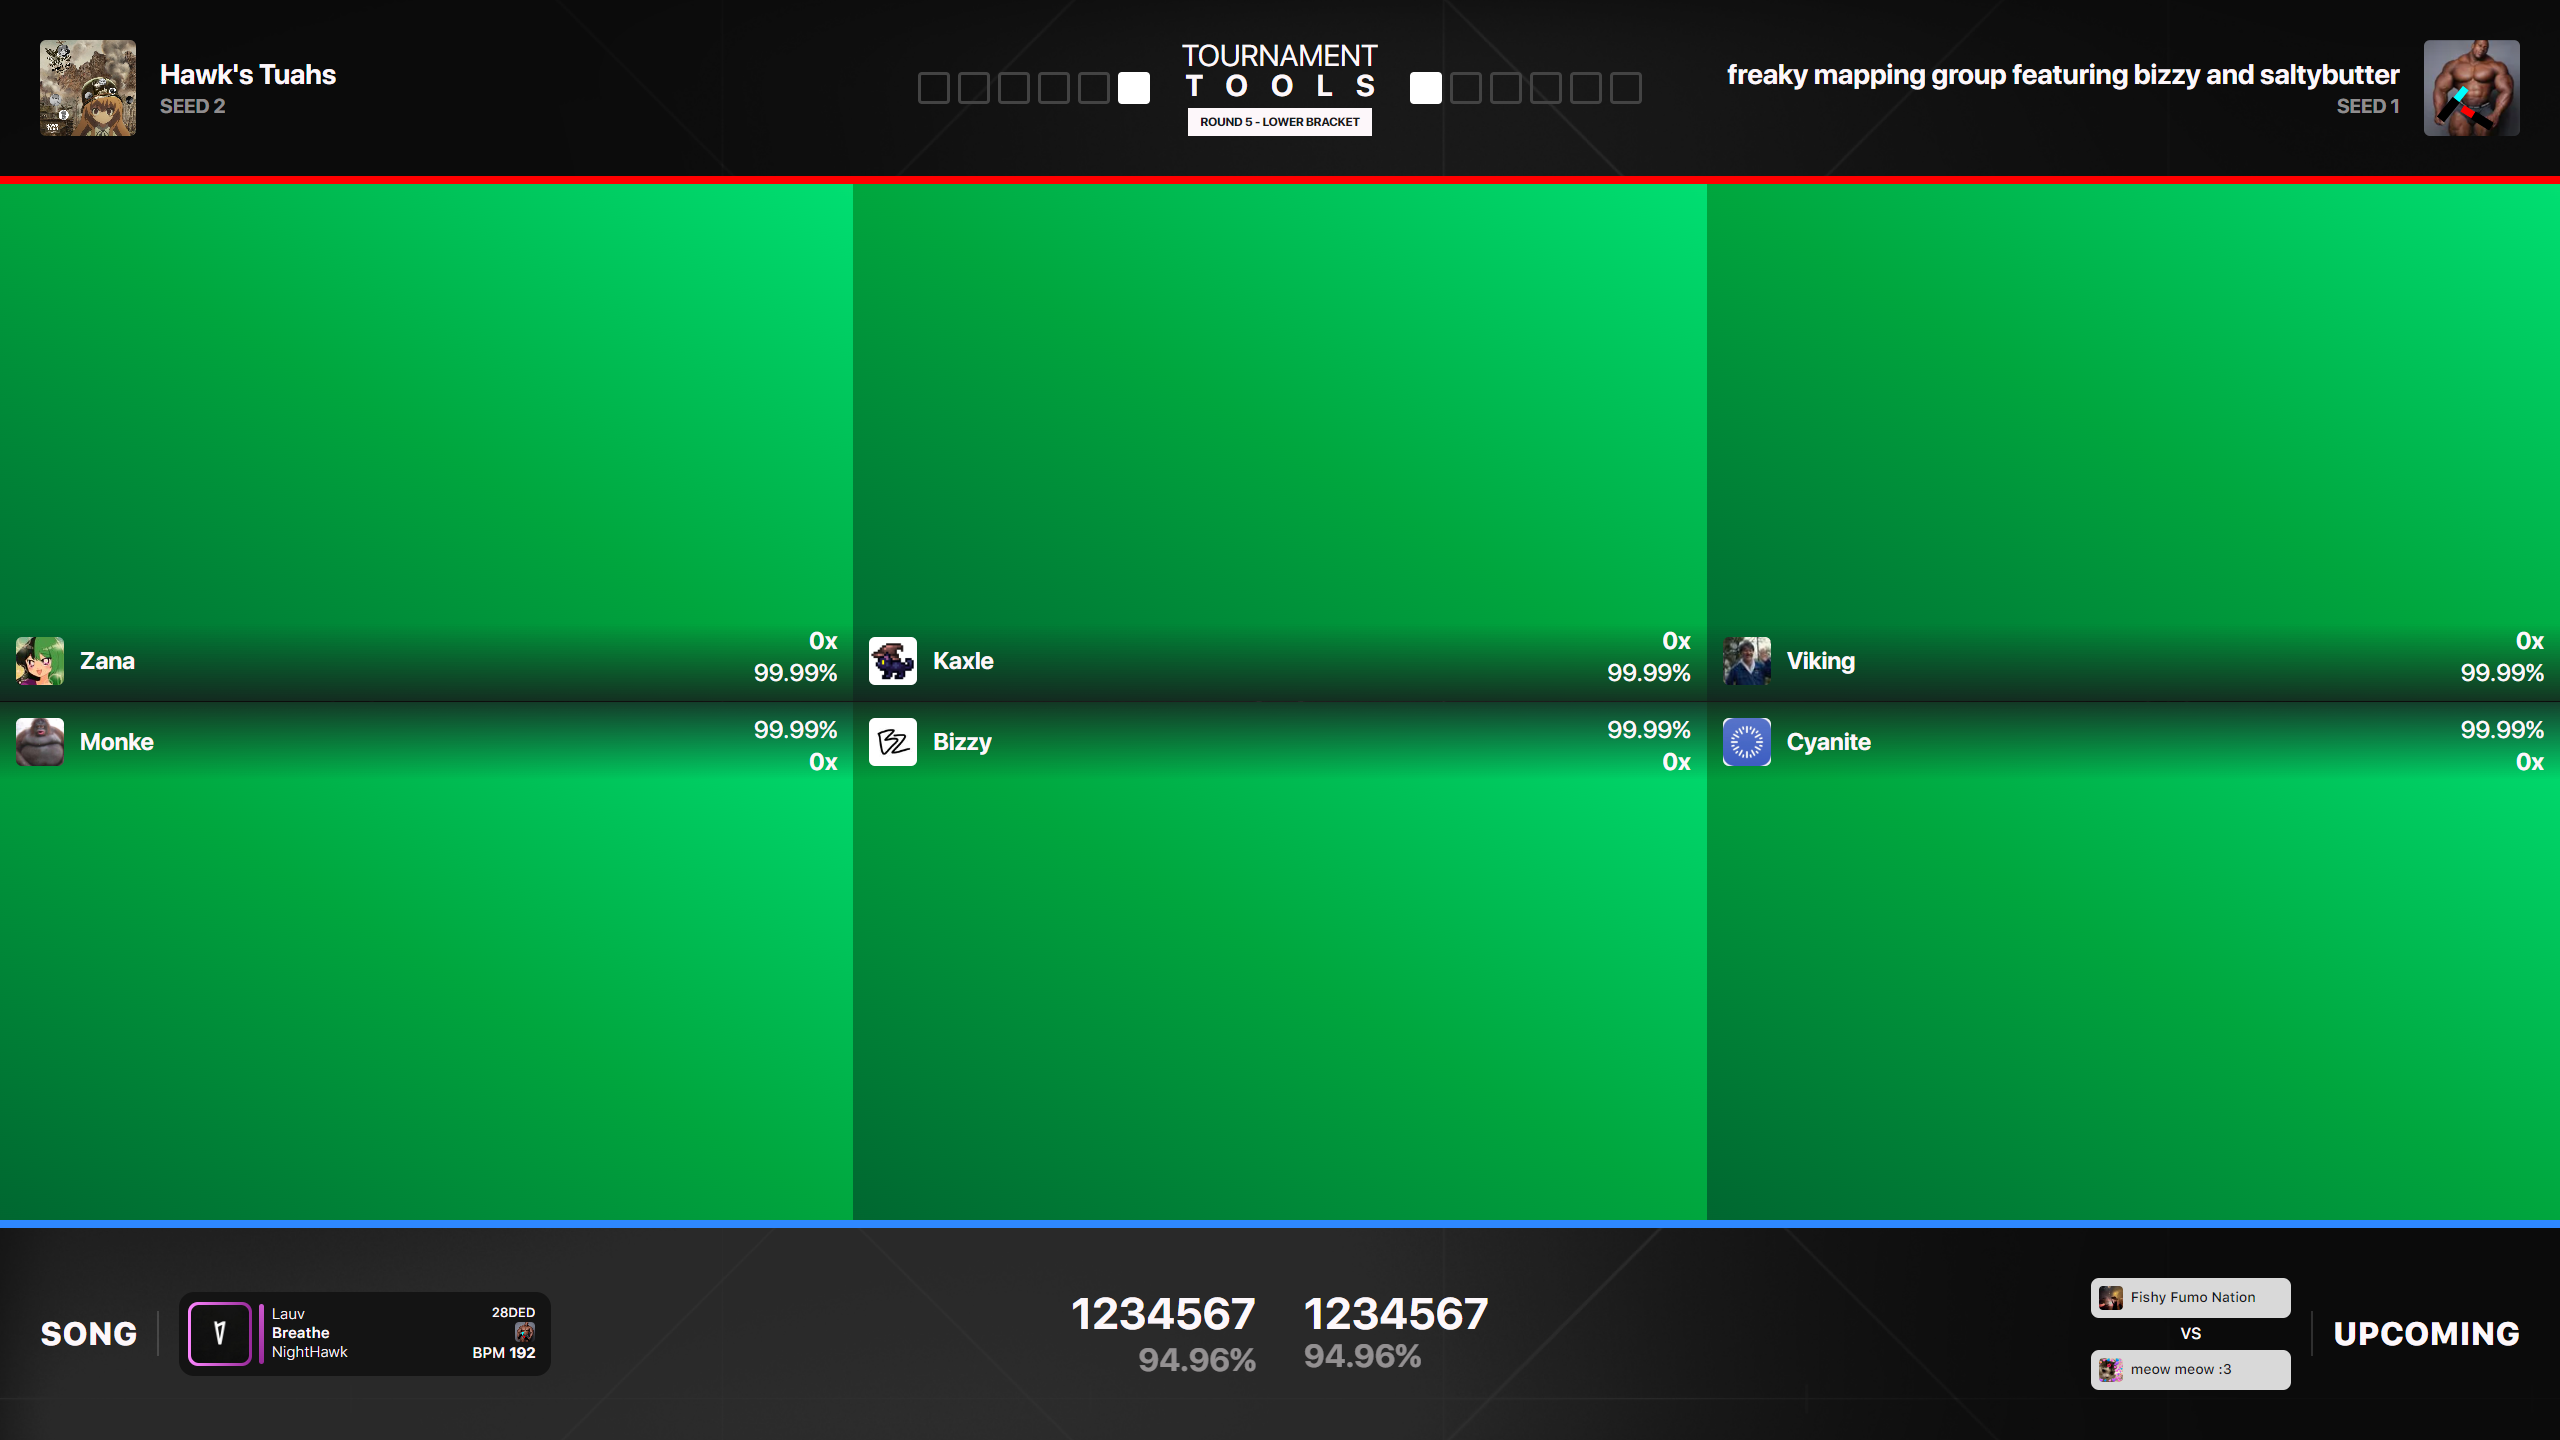 Hawk's Tuahs
SEED 2
TOURNAMENT
TOOLS
ROUND 5 - LOWER BRACKET
freaky mapping group featuring bizzy and saltybutter
SEED 1
Zana
0x
99.99%
Kaxle
0x
99.99%
Viking
0x
99.99%
Monke
99.99%
0x
Bizzy
99.99%
0x
Cyanite
99.99%
0x
SONG
Lauv
Breathe
NightHawk
28DED
BPM 192
1234567
94.96%
1234567
94.96%
Fishy Fumo Nation
VS
meow meow :3
UPCOMING